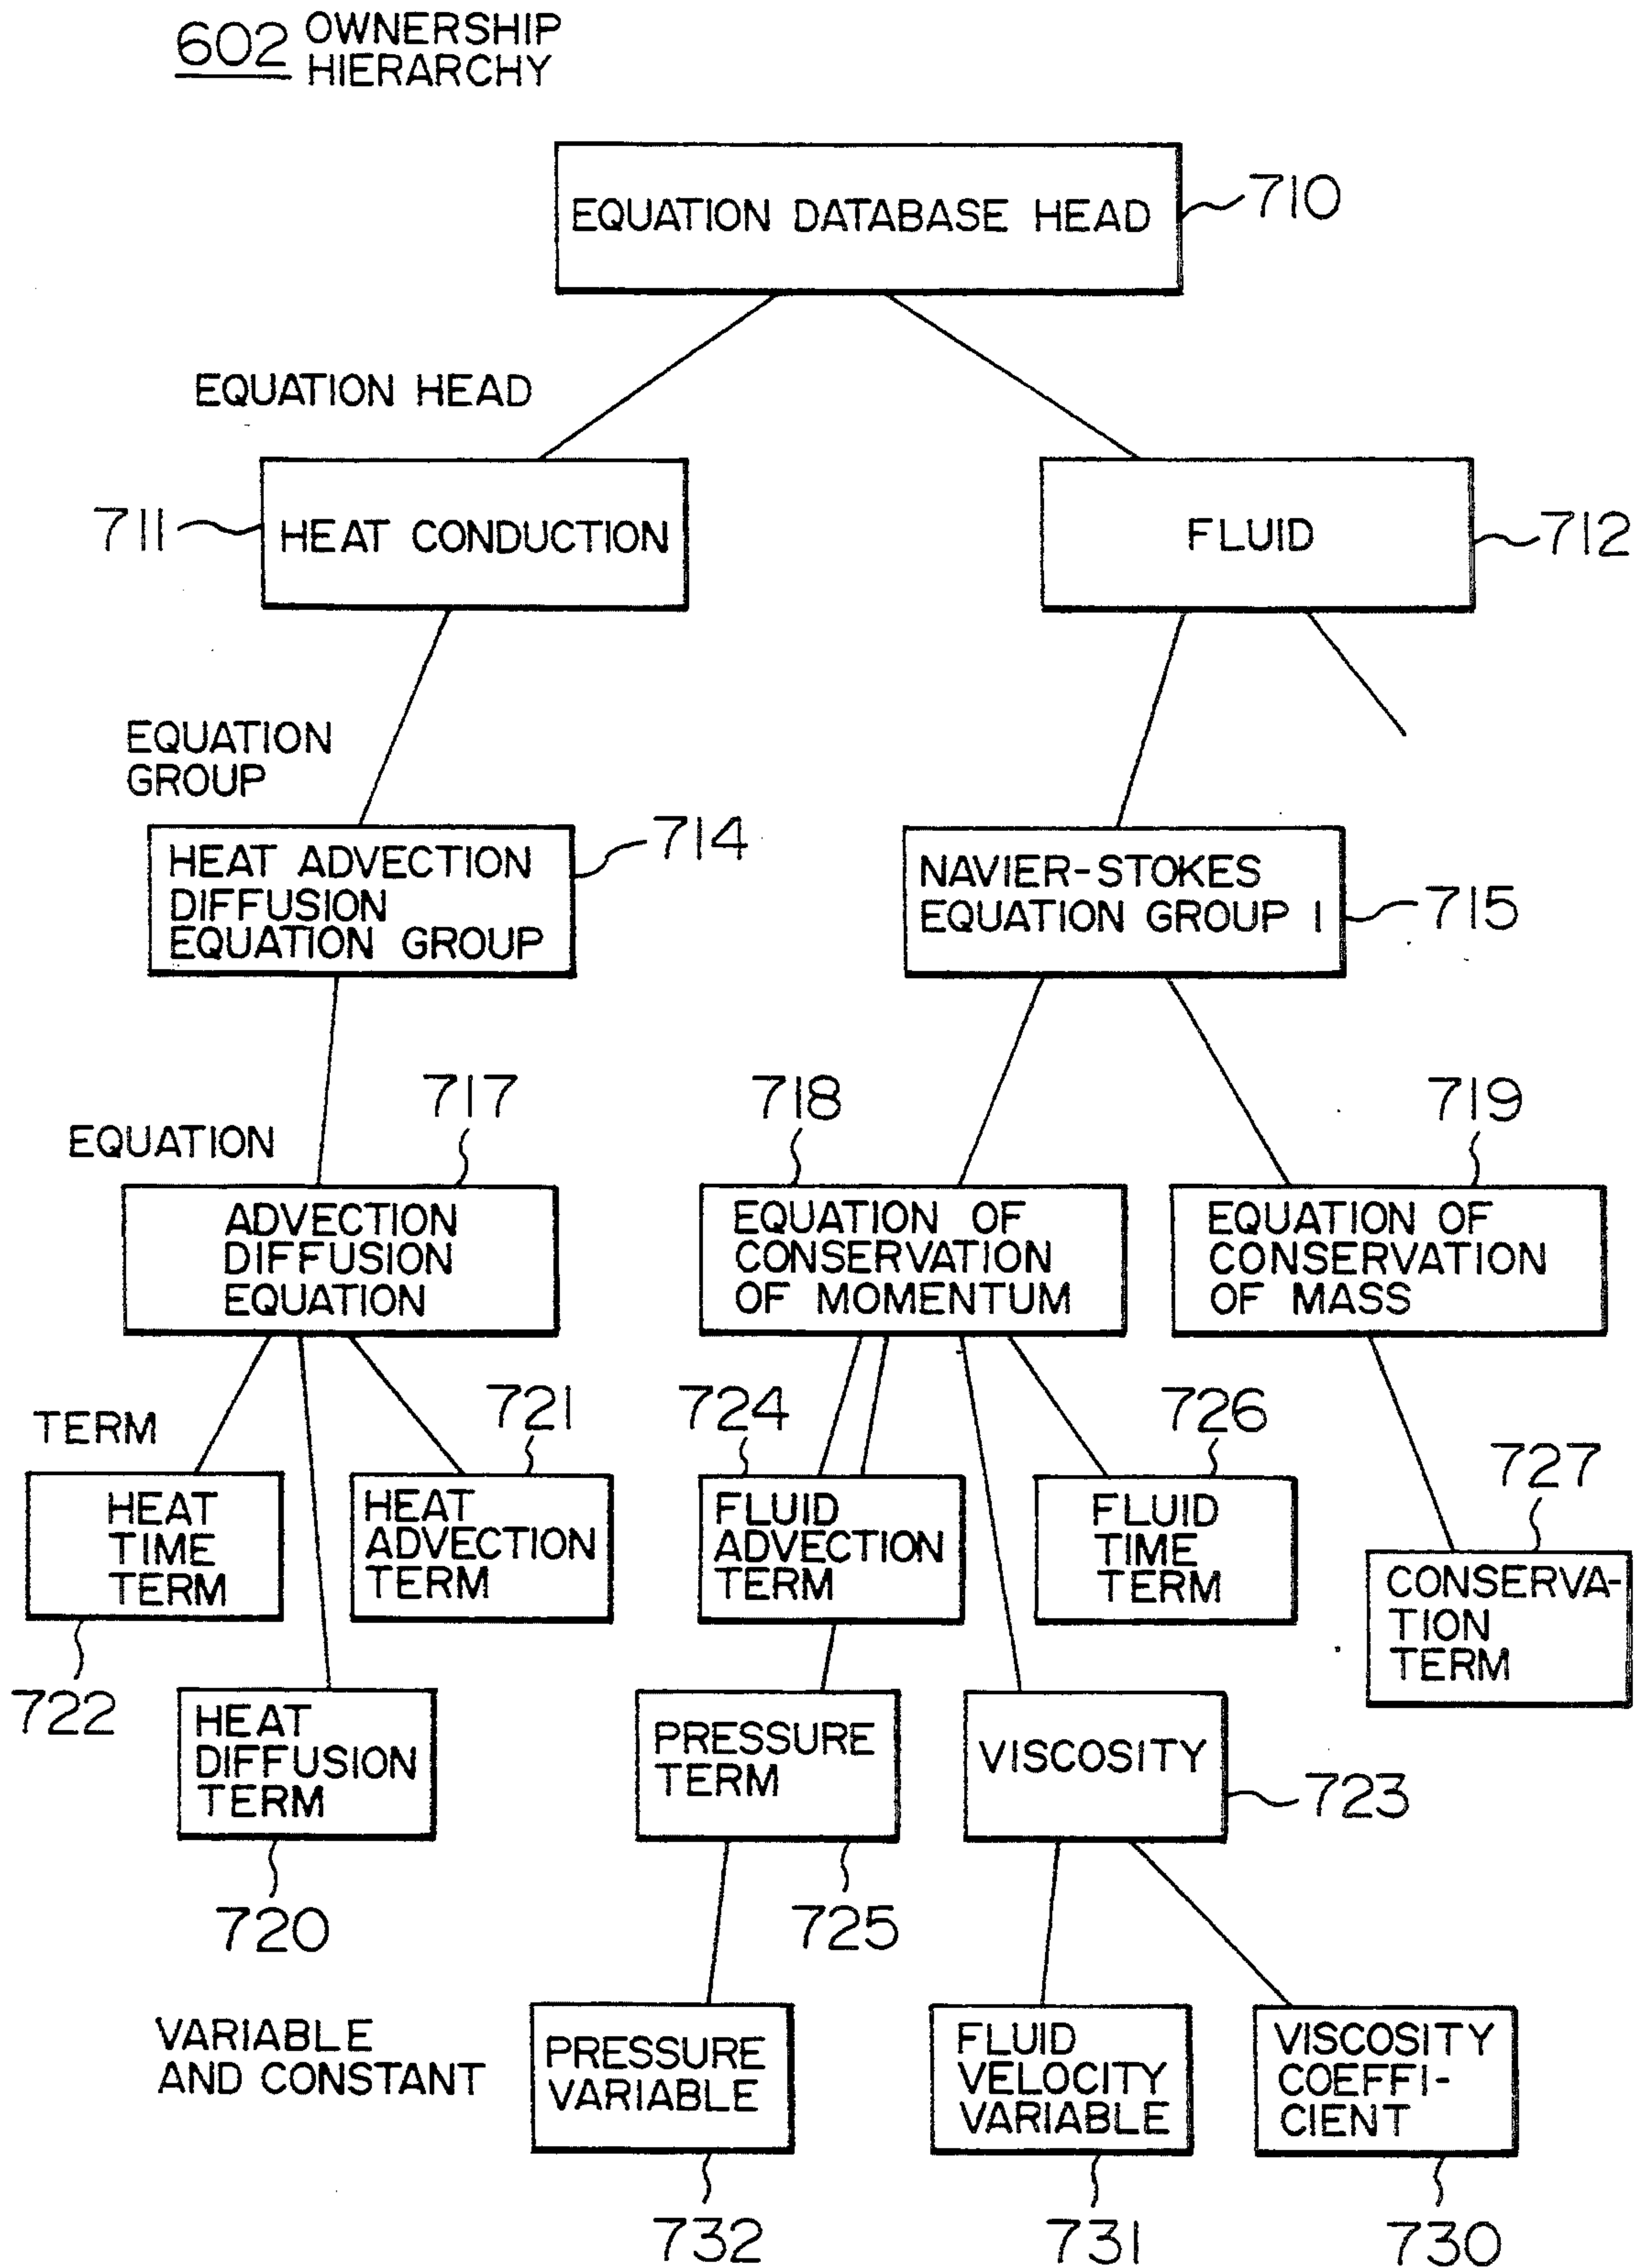 602 OWNERSHIP
HIERARCHY
EQUATION DATABASE HEAD
710
EQUATION HEAD
711
HEAT CONDUCTION
FLUID
712
EQUATION
GROUP
HEAT ADVECTION
DIFFUSION
EQUATION GROUP
714
NAVIER-STOKES
EQUATION GROUP 1
715
EQUATION
717
ADVECTION
DIFFUSION
EQUATION
718
EQUATION OF
CONSERVATION
OF MOMENTUM
719
EQUATION OF
CONSERVATION
OF MASS
TERM
HEAT
TIME
TERM
722
721
HEAT
ADVECTION
TERM
HEAT
DIFFUSION
TERM
720
724
FLUID
ADVECTION
TERM
726
FLUID
TIME
TERM
727
CONSERVA-
TION
TERM
PRESSURE
TERM
725
VISCOSITY
723
VARIABLE
AND CONSTANT
PRESSURE
VARIABLE
732
FLUID
VELOCITY
VARIABLE
731
VISCOSITY
COEFFI-
CIENT
730